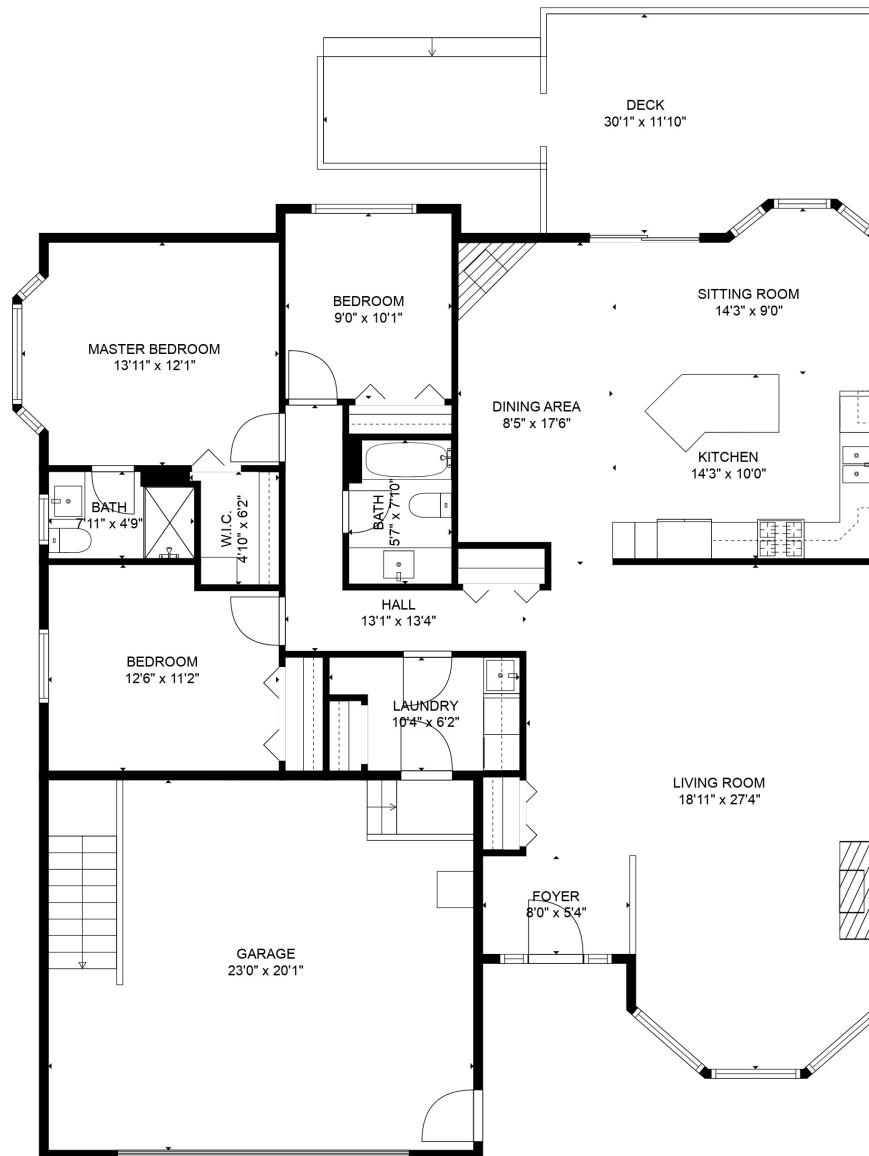 DECK
30'1" x 11'10"
BEDROOM
9'0" x 10'1"
SITTING ROOM
14'3" x 9'0"
MASTER BEDROOM
13'11" x 12'1"
DINING AREA
8'5" x 17'6"
KITCHEN
14'3" x 10'0"
BATH
7'11" x 4'9"
W.I.C.
4'10" x 6'2"
BATH
5'7" x 7'10"
HALL
13'1" x 13'4"
BEDROOM
12'6" x 11'2"
LAUNDRY
10'4" x 6'2"
LIVING ROOM
18'11" x 27'4"
FOYER
8'0" x 5'4"
GARAGE
23'0" x 20'1"